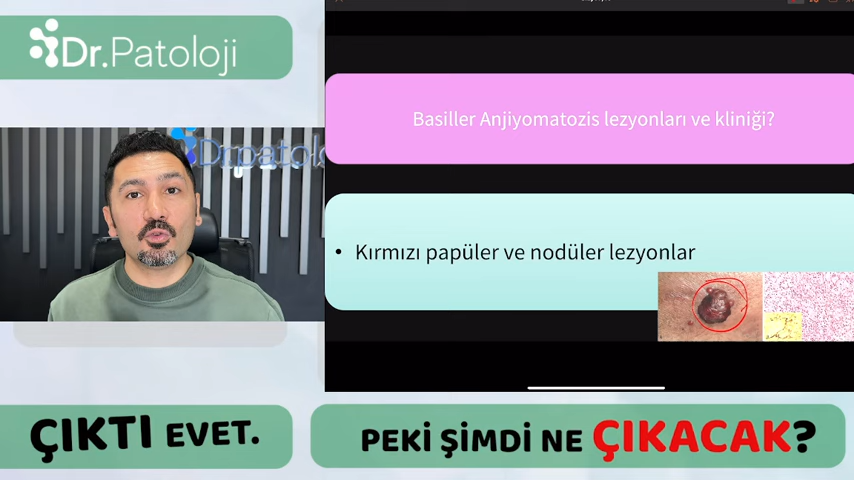 Dr.Patoloji
Drpatolo
Basiller Anjiyomatozis lezyonları ve kliniği?
• Kırmızı papüler ve nodüler lezyonlar
ÇIKTI EVET.
PEKİ ŞİMDİ NE ÇIKACAK?